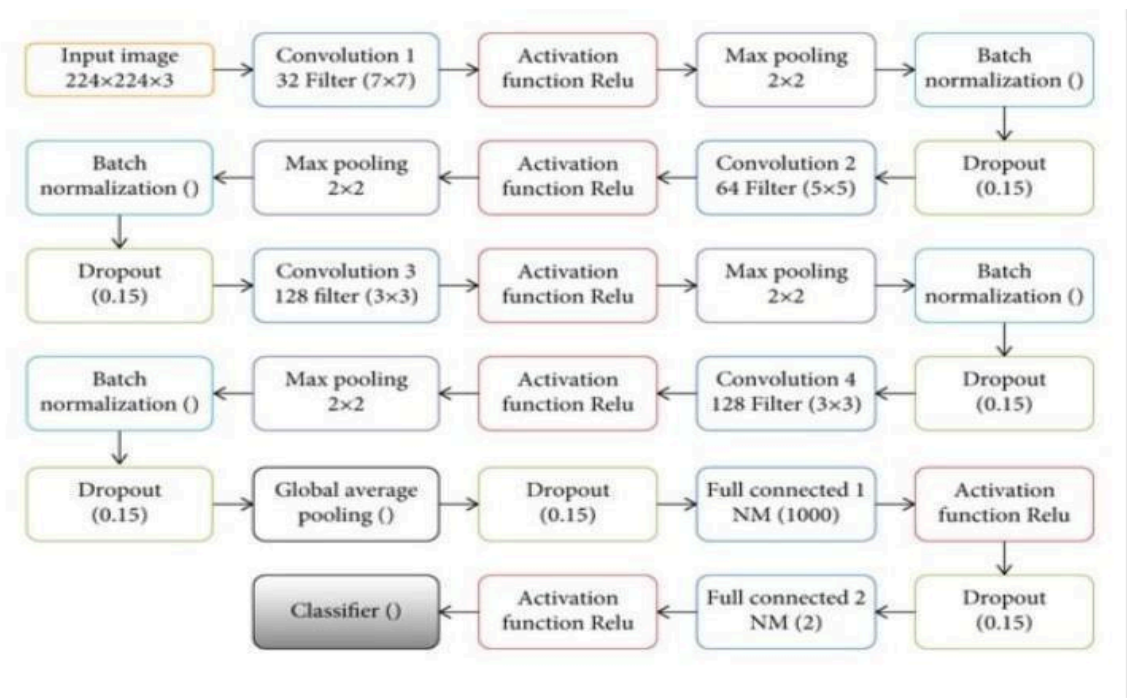 Input image
224×224×3
Convolution 1
32 Filter (7×7)
Activation
function Relu
Max pooling
2×2
Batch
normalization ()
Batch
normalization ()
Max pooling
2×2
Activation
function Relu
Convolution 2
64 Filter (5×5)
Dropout
(0.15)
Dropout
(0.15)
Convolution 3
128 filter (3×3)
Activation
function Relu
Max pooling
2×2
Batch
normalization ()
Batch
normalization ()
Max pooling
2×2
Activation
function Relu
Convolution 4
128 Filter (3×3)
Dropout
(0.15)
Dropout
(0.15)
Global average
pooling ()
Dropout
(0.15)
Full connected 1
NM (1000)
Activation
function Relu
Classifier ()
Activation
function Relu
Full connected 2
NM (2)
Dropout
(0.15)